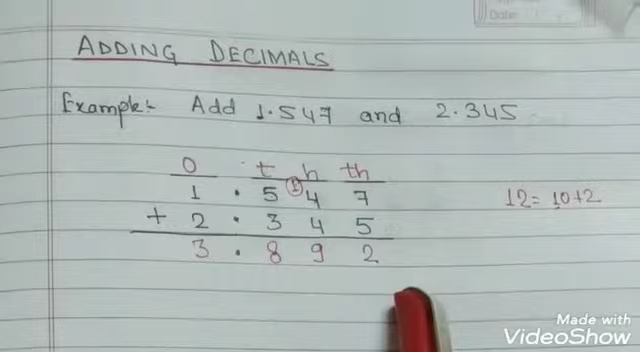 Date:
ADDING DECIMALS
Example:- Add 1.547 and 2.345
O . t h th
1 . 5 ① 4 7
12 = 10+2
+ 2 . 3 4 5
3 . 8 9 2
Made with
VideoShow